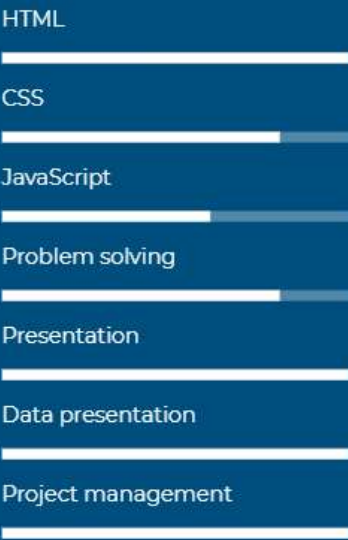 HTML
CSS
JavaScript
Problem solving
Presentation
Data presentation
Project management